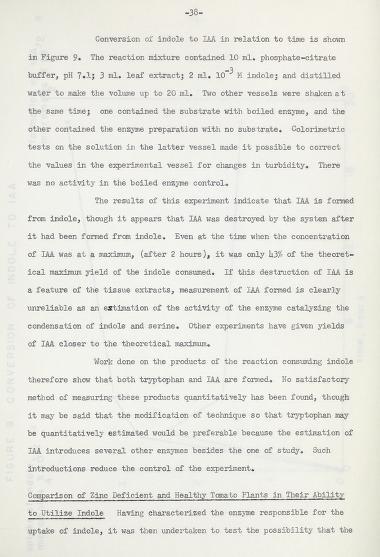 -38-
Conversion of indole to IAA in relation to time is shown
in Figure 9. The reaction mixture contained 10 ml. phosphate-citrate
buffer, pH 7.1; 3 ml. leaf extract; 2 ml. 10⁻³ M indole; and distilled
water to make the volume up to 20 ml. Two other vessels were shaken at
the same time; one contained the substrate with boiled enzyme, and the
other contained the enzyme preparation with no substrate. Colorimetric
tests on the solution in the latter vessel made it possible to correct
the values in the experimental vessel for changes in turbidity. There
was no activity in the boiled enzyme control.
The results of this experiment indicate that IAA is formed
from indole, though it appears that IAA was destroyed by the system after
it had been formed from indole. Even at the time when the concentration
of IAA was at a maximum, (after 2 hours), it was only 43% of the theoret-
ical maximum yield of the indole consumed. If this destruction of IAA is
a feature of the tissue extracts, measurement of IAA formed is clearly
unreliable as an estimation of the activity of the enzyme catalyzing the
condensation of indole and serine. Other experiments have given yields
of IAA closer to the theoretical maximum.
Work done on the products of the reaction consuming indole
therefore show that both tryptophan and IAA are formed. No satisfactory
method of measuring these products quantitatively has been found, though
it may be said that the modification of technique so that tryptophan may
be quantitatively estimated would be preferable because the estimation of
IAA introduces several other enzymes besides the one of study. Such
introductions reduce the control of the experiment.
Comparison of Zinc Deficient and Healthy Tomato Plants in Their Ability
to Utilize Indole Having characterized the enzyme responsible for the
uptake of indole, it was then undertaken to test the possibility that the
FIGURE 9 CONVERSION OF INDOLE TO IAA